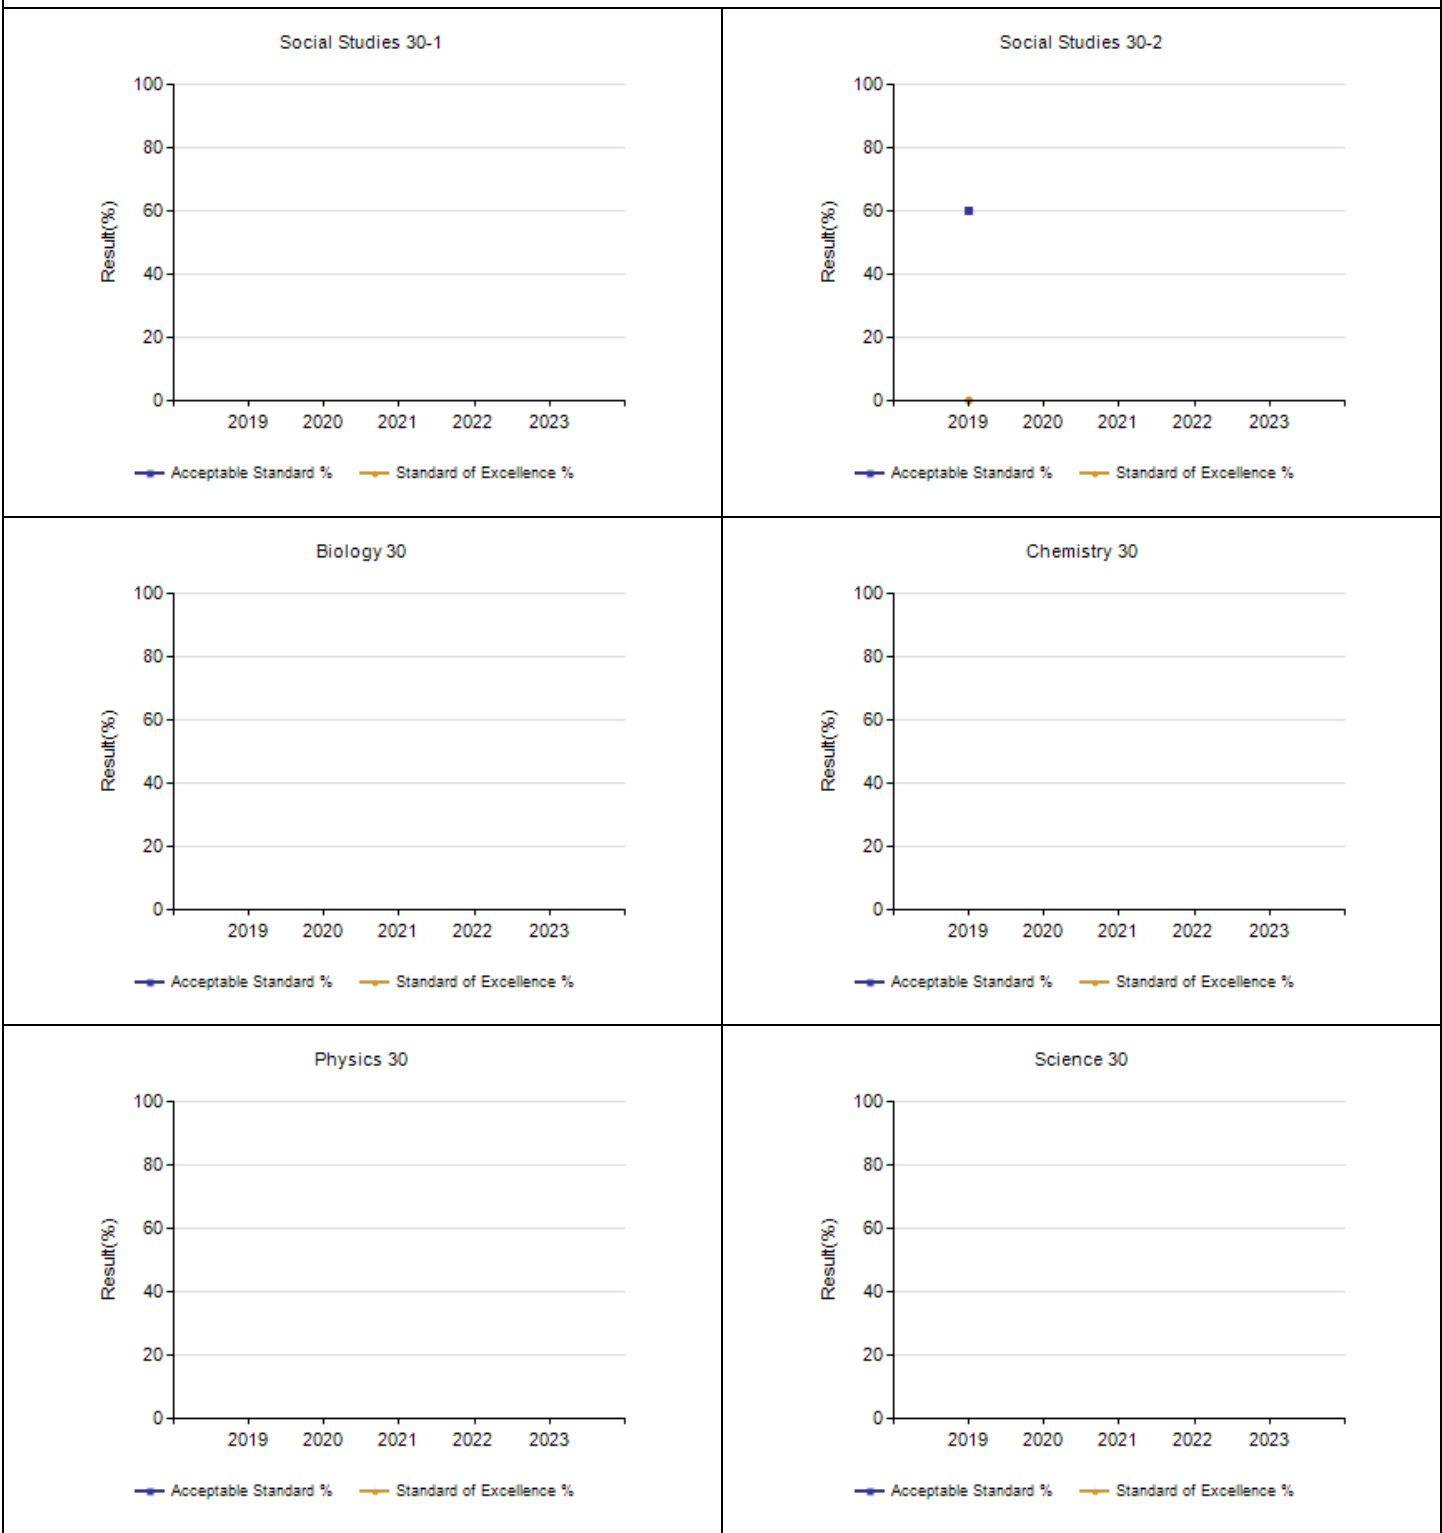 Social Studies 30-1
100
80
60
40
20
0
Result(%)
2019 2020 2021 2022 2023
Acceptable Standard % Standard of Excellence %
Social Studies 30-2
100
80
60
40
20
0
Result(%)
2019 2020 2021 2022 2023
Acceptable Standard % Standard of Excellence %
Biology 30
100
80
60
40
20
0
Result(%)
2019 2020 2021 2022 2023
Acceptable Standard % Standard of Excellence %
Chemistry 30
100
80
60
40
20
0
Result(%)
2019 2020 2021 2022 2023
Acceptable Standard % Standard of Excellence %
Physics 30
100
80
60
40
20
0
Result(%)
2019 2020 2021 2022 2023
Acceptable Standard % Standard of Excellence %
Science 30
100
80
60
40
20
0
Result(%)
2019 2020 2021 2022 2023
Acceptable Standard % Standard of Excellence %